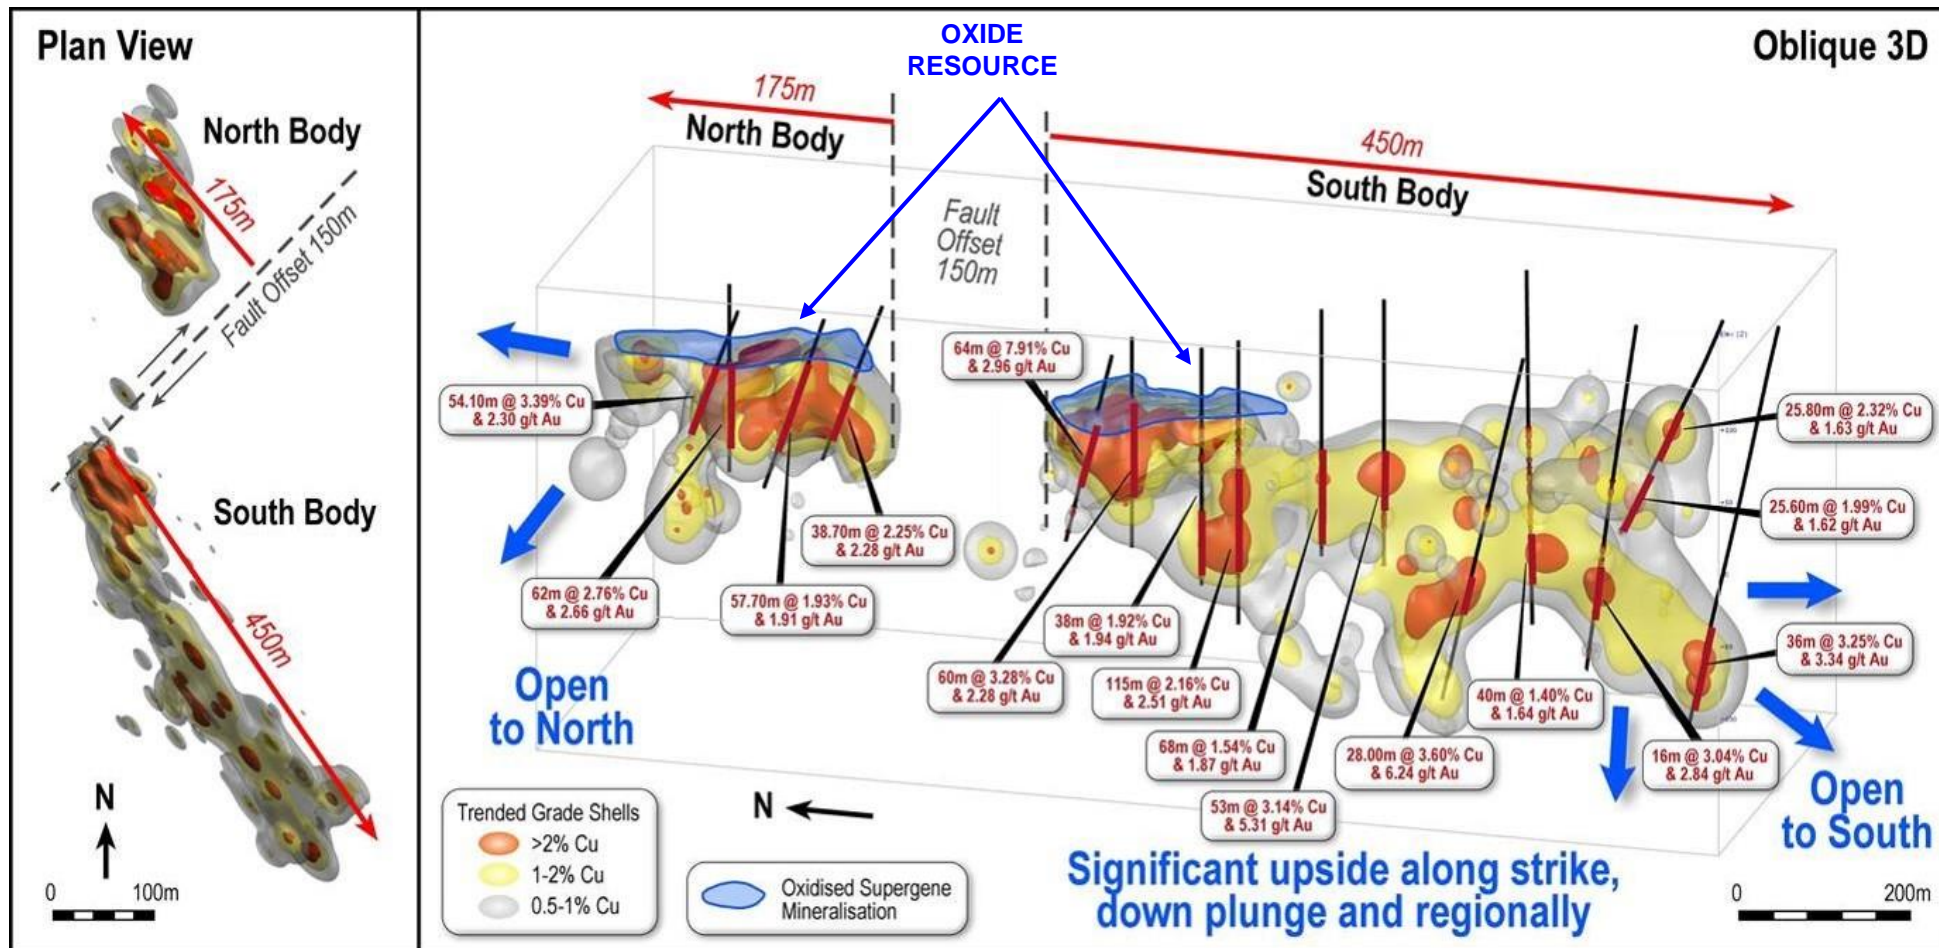 Plan View
North Body
175m
Fault Offset 150m
South Body
450m
N
0 100m
OXIDE
RESOURCE
Oblique 3D
175m
North Body
450m
South Body
Fault
Offset
150m
64m @ 7.91% Cu
& 2.96 g/t Au
54.10m @ 3.39% Cu
& 2.30 g/t Au
25.80m @ 2.32% Cu
& 1.63 g/t Au
25.60m @ 1.99% Cu
& 1.62 g/t Au
38.70m @ 2.25% Cu
& 2.28 g/t Au
62m @ 2.76% Cu
& 2.66 g/t Au
57.70m @ 1.93% Cu
& 1.91 g/t Au
38m @ 1.92% Cu
& 1.94 g/t Au
36m @ 3.25% Cu
& 3.34 g/t Au
60m @ 3.28% Cu
& 2.28 g/t Au
115m @ 2.16% Cu
& 2.51 g/t Au
40m @ 1.40% Cu
& 1.64 g/t Au
68m @ 1.54% Cu
& 1.87 g/t Au
28.00m @ 3.60% Cu
& 6.24 g/t Au
16m @ 3.04% Cu
& 2.84 g/t Au
53m @ 3.14% Cu
& 5.31 g/t Au
Open
to North
Open
to South
Trended Grade Shells
>2% Cu
1-2% Cu
0.5-1% Cu
N
Oxidised Supergene
Mineralisation
Significant upside along strike,
down plunge and regionally
0 200m